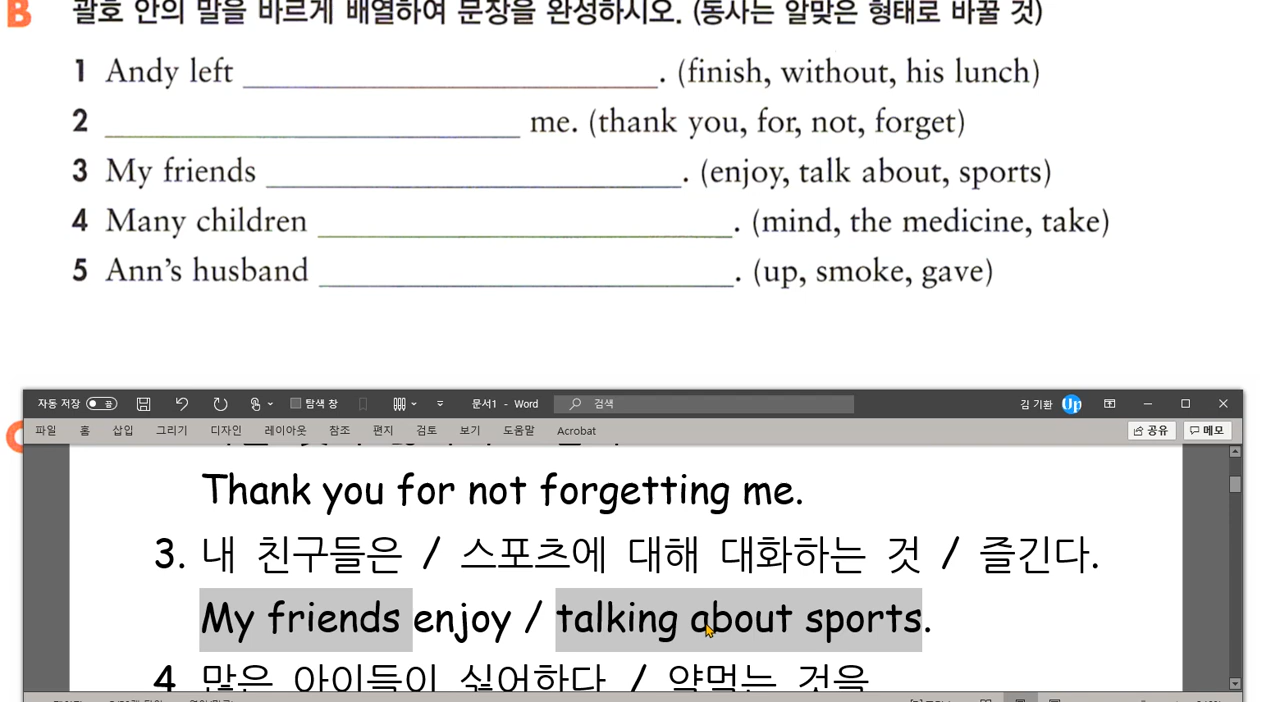 B 괄호 안의 말을 바르게 배열하여 문장을 완성하시오. (동사는 알맞은 형태로 바꿀 것)
1 Andy left ____________________. (finish, without, his lunch)
2 ____________________ me. (thank you, for, not, forget)
3 My friends ____________________. (enjoy, talk about, sports)
4 Many children ____________________. (mind, the medicine, take)
5 Ann's husband ____________________. (up, smoke, gave)
자동 저장 끔 탐색 창 문서1 - Word 검색 김 기환 Up
파일 홈 삽입 그리기 디자인 레이아웃 참조 편지 검토 보기 도움말 Acrobat 공유 메모
Thank you for not forgetting me.
3. 내 친구들은 / 스포츠에 대해 대화하는 것 / 즐긴다.
My friends enjoy / talking about sports.
4 많은 아이들이 싫어하다 / 약먹는 것을